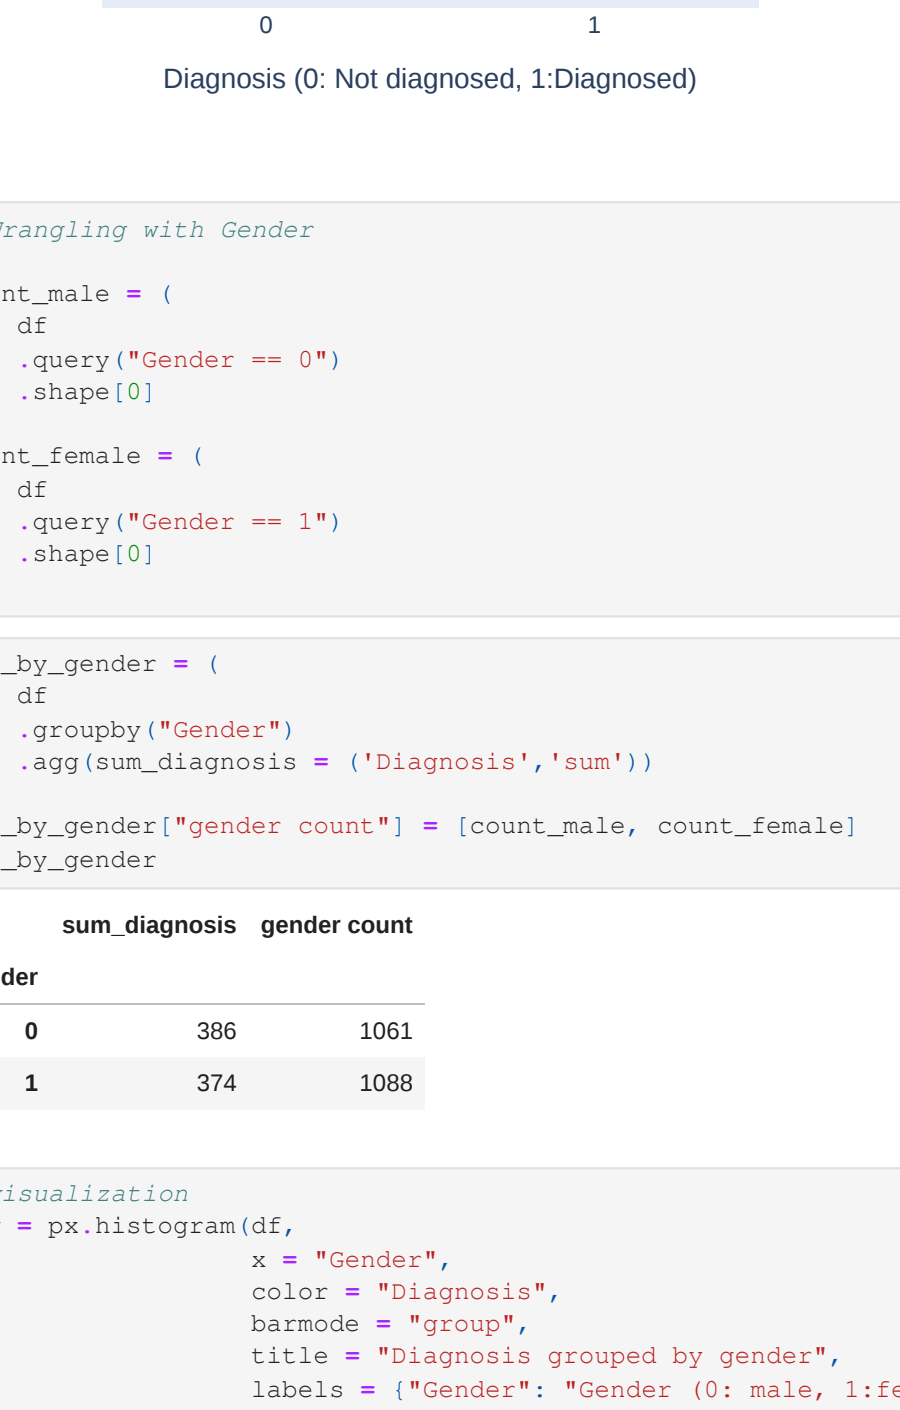 0 1
Diagnosis (0: Not diagnosed, 1:Diagnosed)
rangling with Gender
nt_male = (
df
.query("Gender == 0")
.shape[0]
nt_female = (
df
.query("Gender == 1")
.shape[0]
_by_gender = (
df
.groupby("Gender")
.agg(sum_diagnosis = ('Diagnosis','sum'))
_by_gender["gender count"] = [count_male, count_female]
_by_gender
sum_diagnosis gender count
der
0 386 1061
1 374 1088
visualization
= px.histogram(df,
x = "Gender",
color = "Diagnosis",
barmode = "group",
title = "Diagnosis grouped by gender",
labels = {"Gender": "Gender (0: male, 1:fe